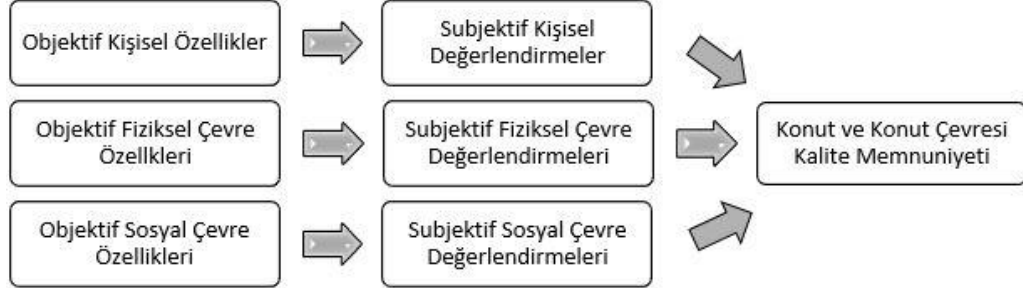 Objektif Kişisel Özellikler
Subjektif Kişisel
Değerlendirmeler
Objektif Fiziksel Çevre
Özellkleri
Subjektif Fiziksel Çevre
Değerlendirmeleri
Konut ve Konut Çevresi
Kalite Memnuniyeti
Objektif Sosyal Çevre
Özellikleri
Subjektif Sosyal Çevre
Değerlendirmeleri